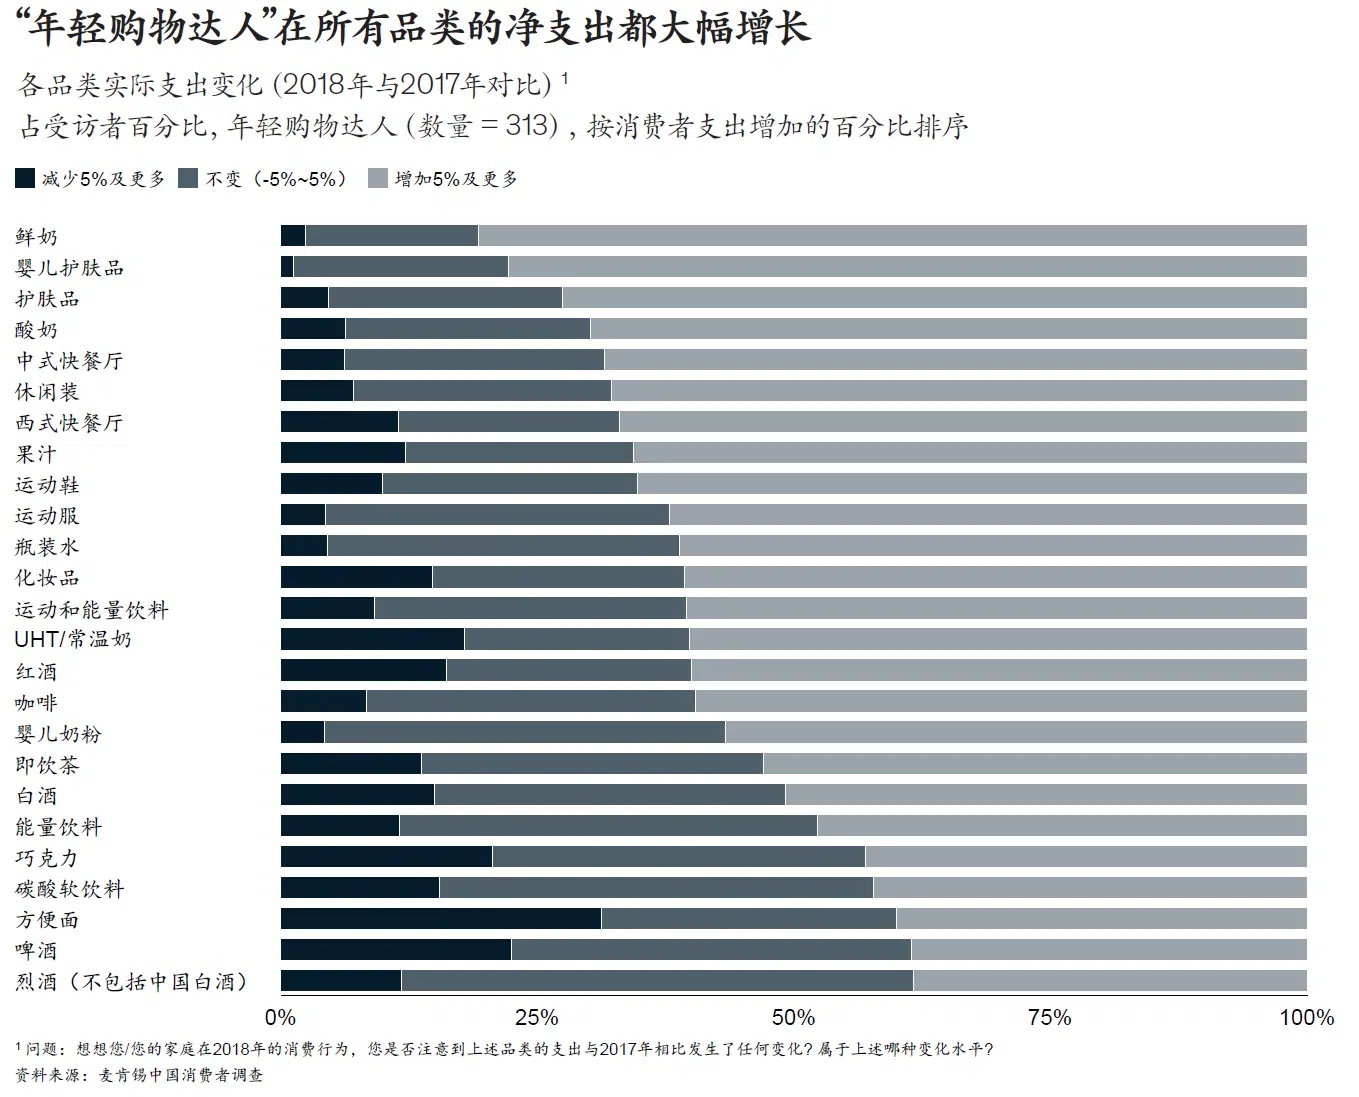 “年轻购物达人”在所有品类的净支出都大幅增长
各品类实际支出变化（2018年与2017年对比）1
占受访者百分比，年轻购物达人（数量 = 313），按消费者支出增加的百分比排序
减少5%及更多 不变（-5%~5%） 增加5%及更多
鲜奶
婴儿护肤品
护肤品
酸奶
中式快餐厅
休闲装
西式快餐厅
果汁
运动鞋
运动服
瓶装水
化妆品
运动和能量饮料
UHT/常温奶
红酒
咖啡
婴儿奶粉
即饮茶
白酒
能量饮料
巧克力
碳酸软饮料
方便面
啤酒
烈酒（不包括中国白酒）
0% 25% 50% 75% 100%
1 问题：想想您/您的家庭在2018年的消费行为，您是否注意到上述品类的支出与2017年相比发生了任何变化？属于上述哪种变化水平？
资料来源：麦肯锡中国消费者调查